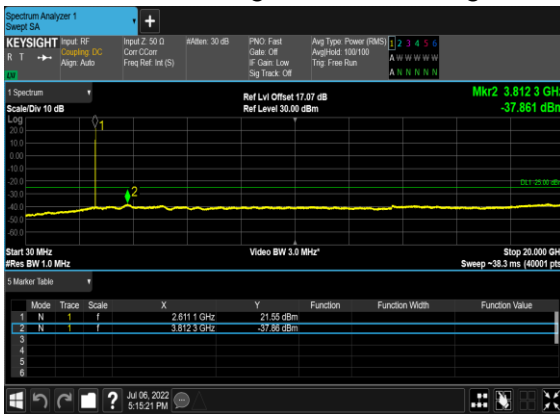 Spectrum Analyzer 1
Swept SA
KEYSIGHT Input: RF Input Z: 50 Ω #Atten: 30 dB PNO: Fast Avg Type: Power (RMS) 1 2 3 4 5 6
R T Coupling: DC Corr CCorr Gate: Off Avg|Hold: 100/100 A W W W W W
Align: Auto Freq Ref: Int (S) IF Gain: Low Trig: Free Run
Sig Track: Off A N N N N N
LV
1 Spectrum Ref Lvl Offset 17.07 dB Mkr2 3.812 3 GHz
Scale/Div 10 dB Ref Level 30.00 dBm -37.861 dBm
Log
20.0
10.0
0.00
-10.0
-20.0
-30.0
-40.0
-50.0
-60.0
1
2
DL1 -25.00 dBm
Start 30 MHz Video BW 3.0 MHz* Stop 20.000 GH
#Res BW 1.0 MHz Sweep ~38.3 ms (40001 pts
5 Marker Table
Mode Trace Scale X Y Function Function Width Function Value
1 N 1 f 2.611 1 GHz 21.55 dBm
2 N 1 f 3.812 3 GHz -37.86 dBm
3
4
5
6
? Jul 06, 2022
5:15:21 PM